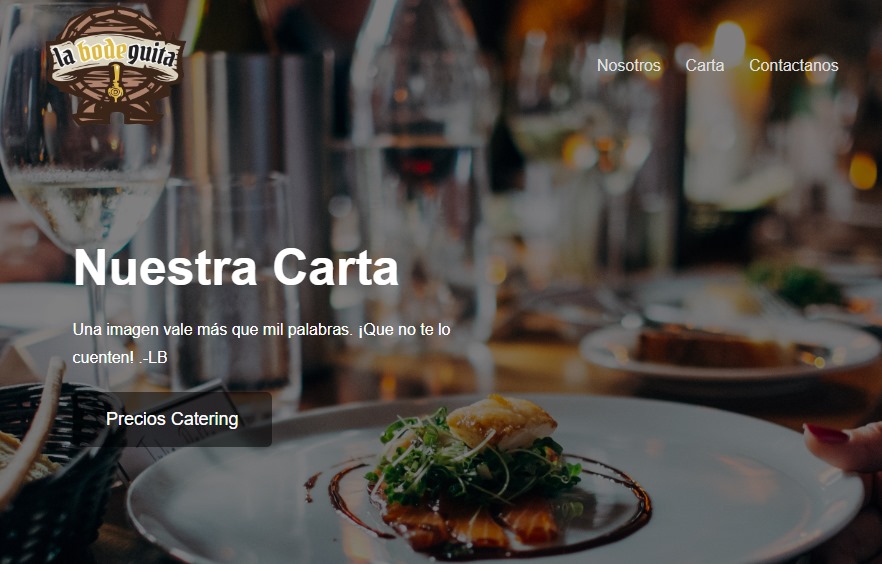 la bodeguita
Nosotros Carta Contactanos
Nuestra Carta
Una imagen vale más que mil palabras. ¡Que no te lo
cuenten! .-LB
Precios Catering